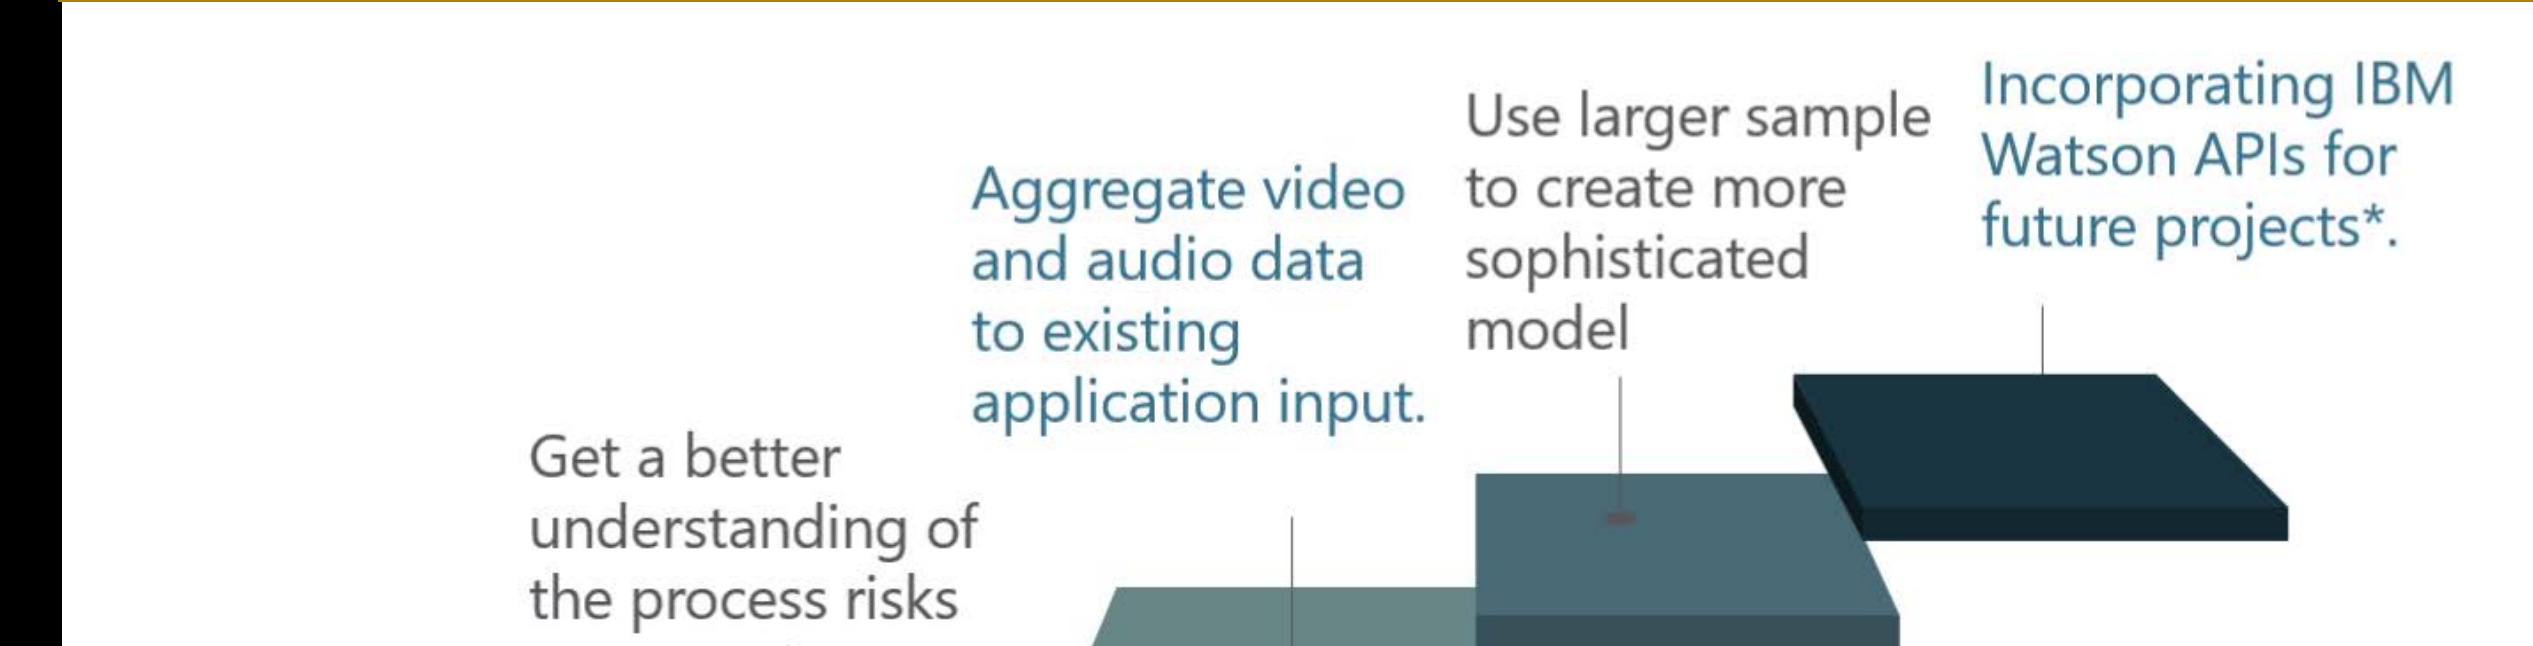 Get a better
understanding of
the process risks
Aggregate video
and audio data
to existing
application input.
Use larger sample
to create more
sophisticated
model
Incorporating IBM
Watson APIs for
future projects*.